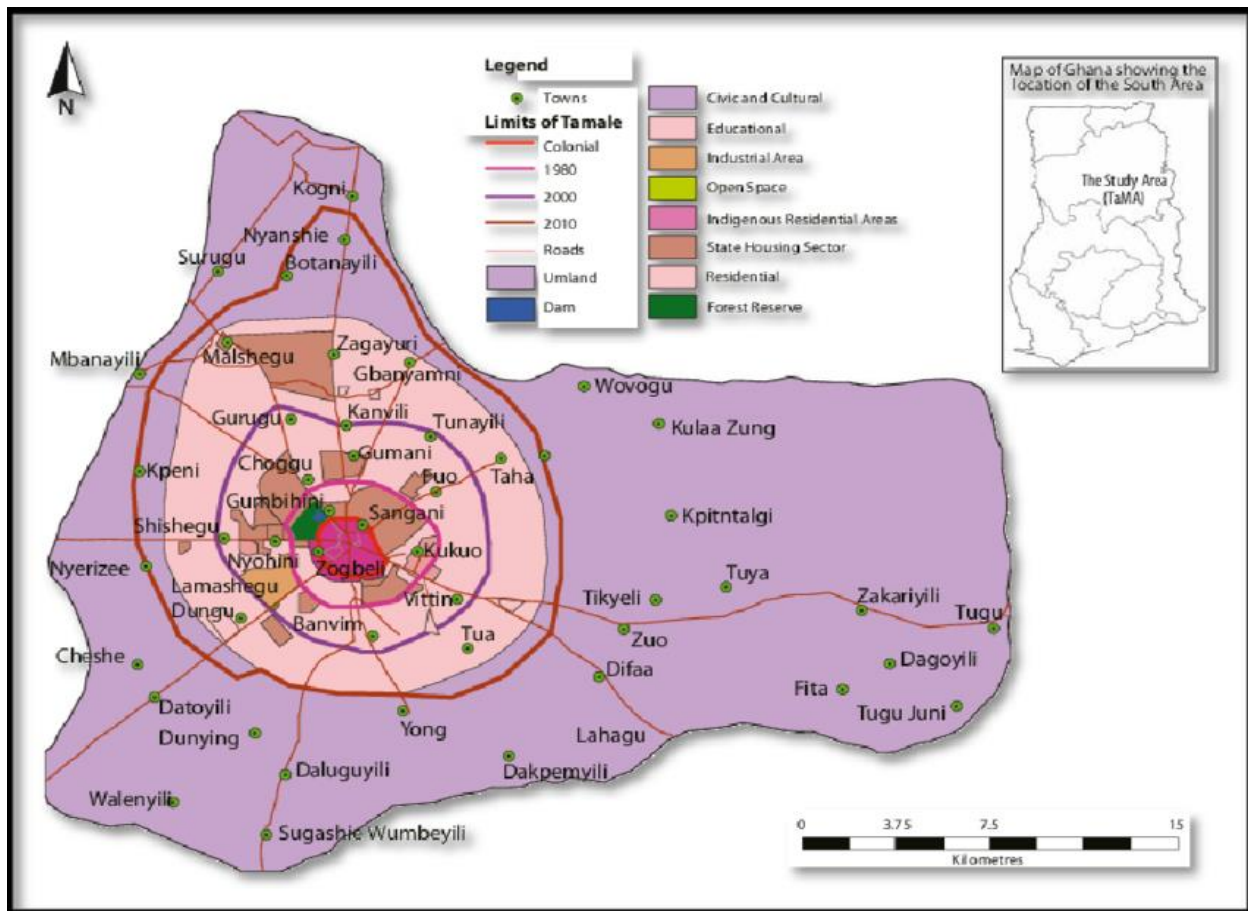 N
Legend
Towns
Limits of Tamale
Colonial
1980
2000
2010
Roads
Umland
Dam
Civic and Cultural
Educational
Industrial Area
Open Space
Indigenous Residential Areas
State Housing Sector
Residential
Forest Reserve
Map of Ghana showing the
location of the South Area
The Study Area
(TaMA)
Kogni
Nyanshie
Surugu
Botanayili
Mbanayili
Malshegu
Zagayuri
Gbanyamni
Wovogu
Gurugu
Kanvili
Tunayili
Kulaa Zung
Kpeni
Choggu
Gumani
Fuo
Taha
Gumbihini
Sangani
Kpitntalgi
Shishegu
Nyohini
Zogbeli
Kukuo
Nyerizee
Lamashegu
Vittin
Tikyeli
Tuya
Zakariyili
Tugu
Dungu
Banvim
Tua
Zuo
Cheshe
Difaa
Dagoyili
Fita
Datoyili
Tugu Juni
Dunying
Yong
Lahagu
Daluguyili
Dakpemyili
Walenyili
Sugashie Wumbeyili
0 3.75 7.5 15
Kilometres